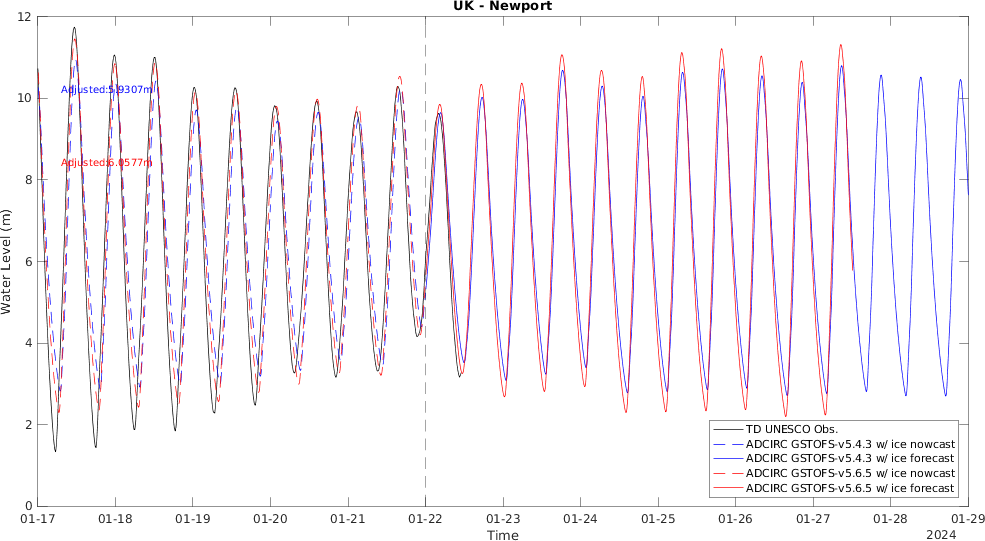 UK - Newport
12
10
8
6
4
2
0
Water Level (m)
Adjusted:5.9307m
Adjusted:6.0577m
TD UNESCO Obs.
ADCIRC GSTOFS-v5.4.3 w/ ice nowcast
ADCIRC GSTOFS-v5.4.3 w/ ice forecast
ADCIRC GSTOFS-v5.6.5 w/ ice nowcast
ADCIRC GSTOFS-v5.6.5 w/ ice forecast
01-17 01-18 01-19 01-20 01-21 01-22 01-23 01-24 01-25 01-26 01-27 01-28 01-29
Time
2024